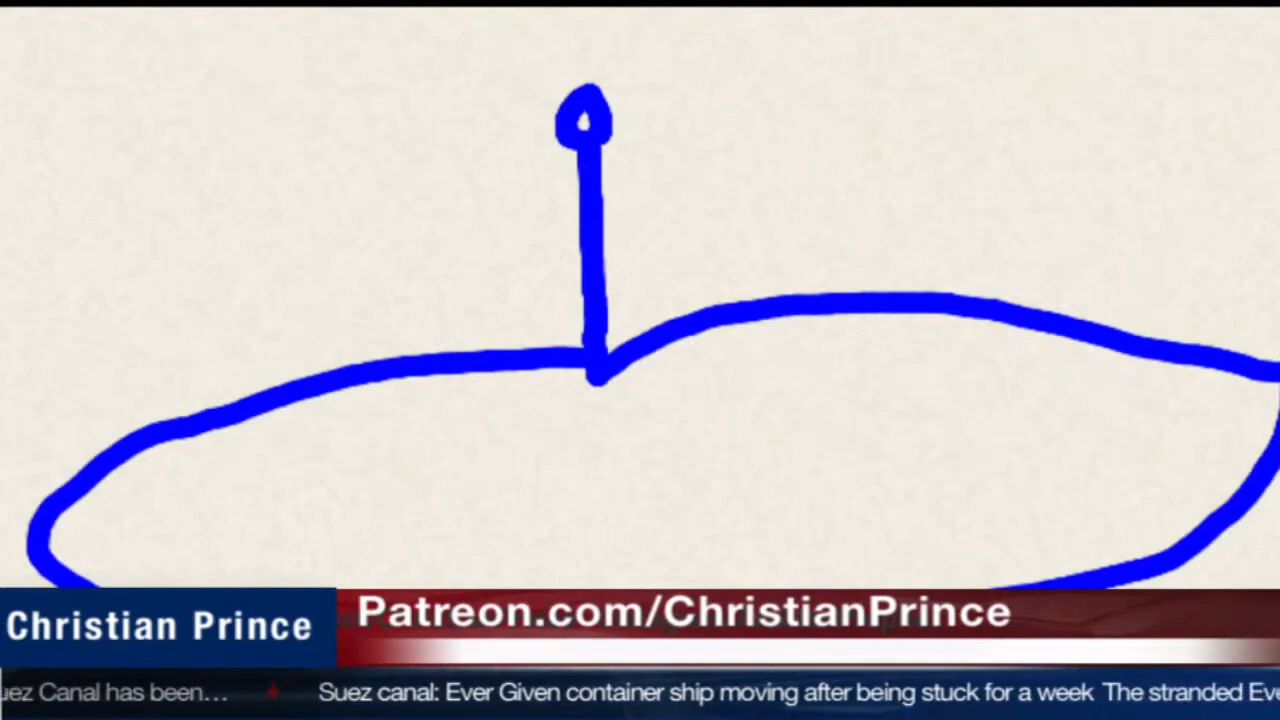 Patreon.com/ChristianPrince
Christian Prince
Canal has been... Suez canal: Ever Given container ship moving after being stuck for a week The stranded